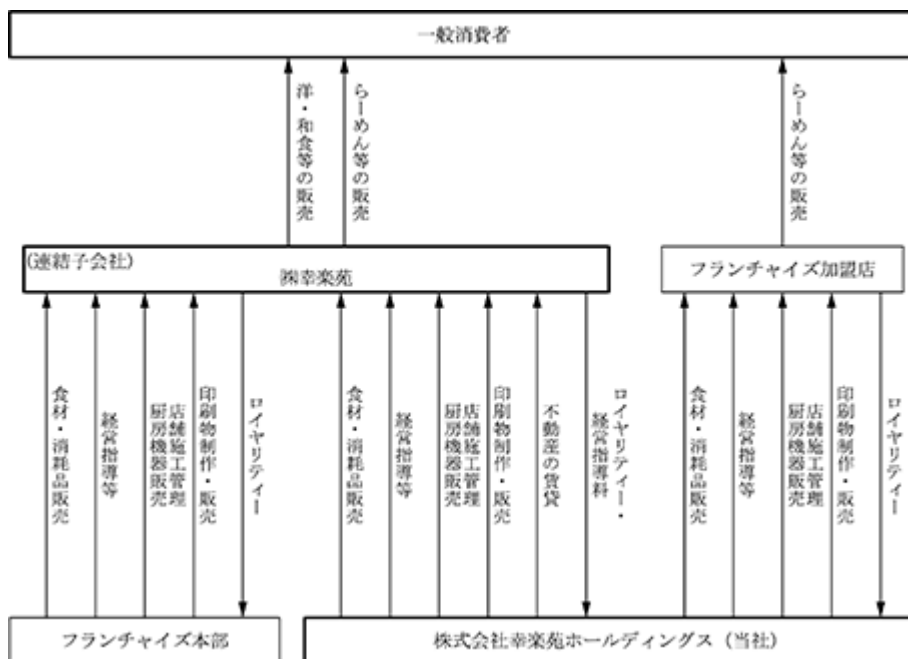 一般消費者
洋・和食等の販売
らーめん等の販売
らーめん等の販売
(連結子会社)
㈱幸楽苑
フランチャイズ加盟店
食材・消耗品販売
経営指導等
店舗施工管理
厨房機器販売
印刷物制作・販売
ロイヤリティー
食材・消耗品販売
経営指導等
店舗施工管理
厨房機器販売
印刷物制作・販売
不動産の賃貸
ロイヤリティー・
経営指導料
食材・消耗品販売
経営指導等
店舗施工管理
厨房機器販売
印刷物制作・販売
ロイヤリティー
フランチャイズ本部
株式会社幸楽苑ホールディングス（当社）